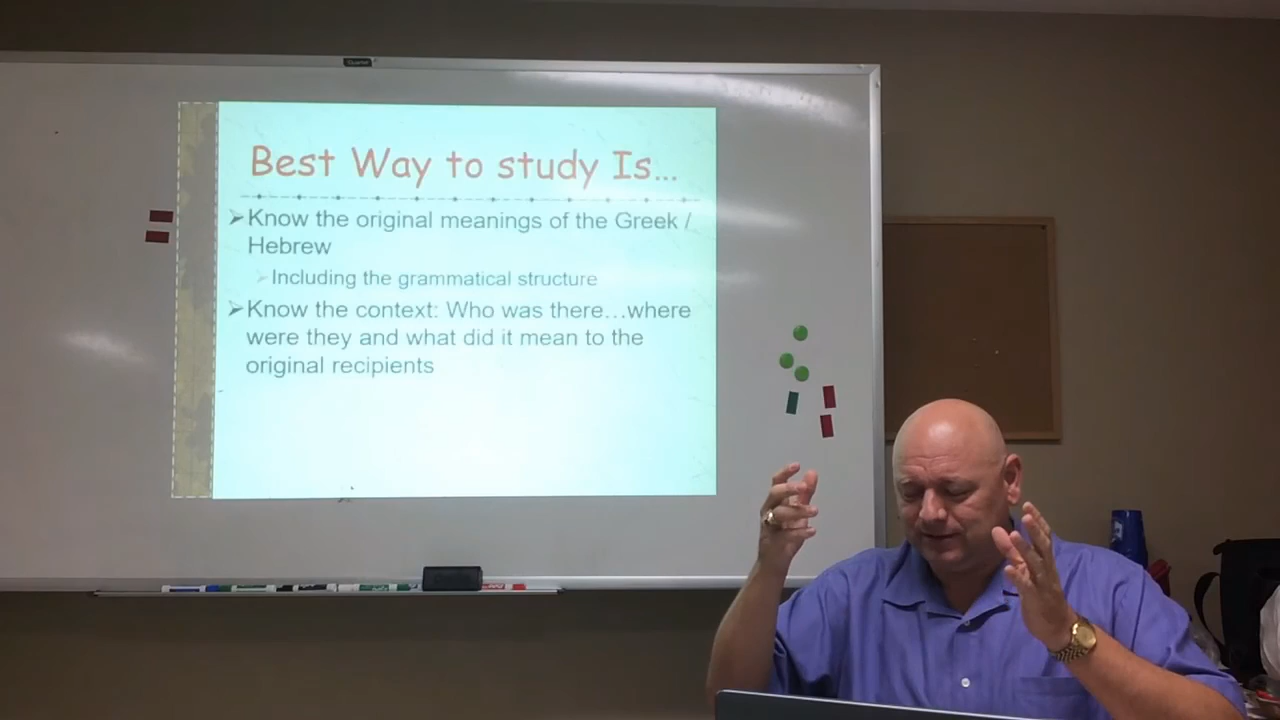 Quartet
Best Way to study Is...
Know the original meanings of the Greek /
Hebrew
Including the grammatical structure
Know the context: Who was there...where
were they and what did it mean to the
original recipients